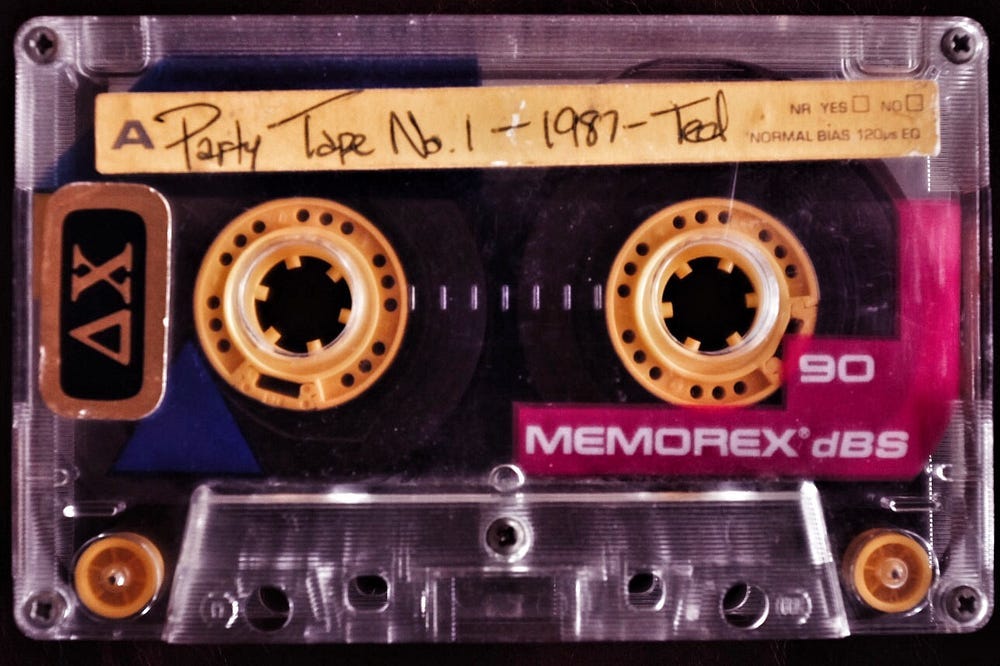 A Party Tape No. 1 - 1987 - Ted
NR YES NO
NORMAL BIAS 120µs EQ
ΔX
90
MEMOREX® dBS